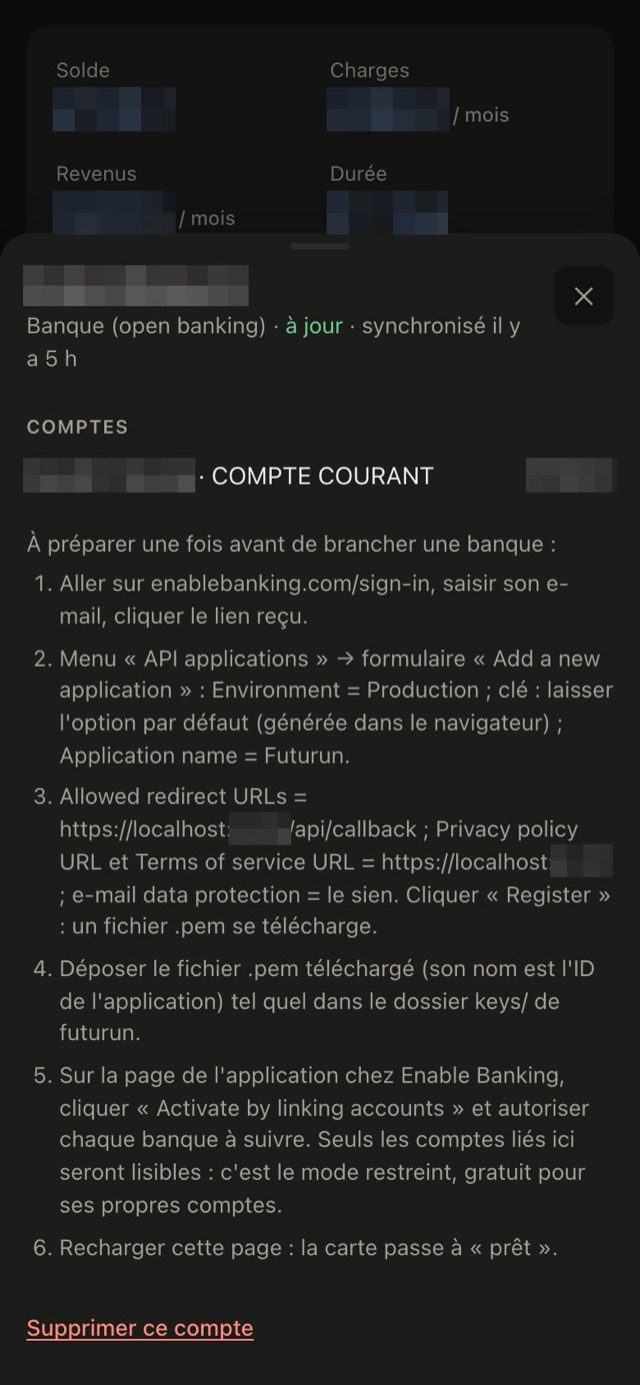 Solde
Charges
/ mois
Revenus
Durée
/ mois
Banque (open banking) · à jour · synchronisé il y
a 5 h
COMPTES
· COMPTE COURANT
À préparer une fois avant de brancher une banque :
1. Aller sur enablebanking.com/sign-in, saisir son e-
mail, cliquer le lien reçu.
2. Menu « API applications » → formulaire « Add a new
application » : Environment = Production ; clé : laisser
l'option par défaut (générée dans le navigateur) ;
Application name = Futurun.
3. Allowed redirect URLs =
https://localhost: /api/callback ; Privacy policy
URL et Terms of service URL = https://localhost:
; e-mail data protection = le sien. Cliquer « Register »
: un fichier .pem se télécharge.
4. Déposer le fichier .pem téléchargé (son nom est l'ID
de l'application) tel quel dans le dossier keys/ de
futurun.
5. Sur la page de l'application chez Enable Banking,
cliquer « Activate by linking accounts » et autoriser
chaque banque à suivre. Seuls les comptes liés ici
seront lisibles : c'est le mode restreint, gratuit pour
ses propres comptes.
6. Recharger cette page : la carte passe à « prêt ».
Supprimer ce compte